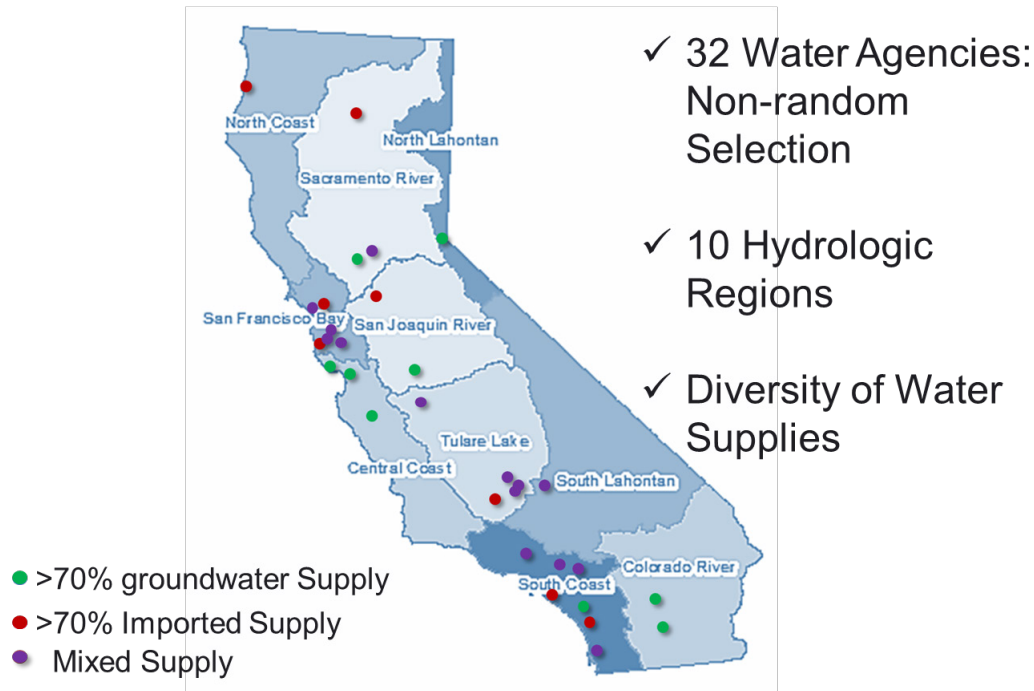 ✓ 32 Water Agencies:
Non-random
Selection
✓ 10 Hydrologic
Regions
✓ Diversity of Water
Supplies
North Coast
North Lahontan
Sacramento River
San Francisco Bay
San Joaquin River
Tulare Lake
Central Coast
South Lahontan
South Coast
Colorado River
>70% groundwater Supply
>70% Imported Supply
Mixed Supply